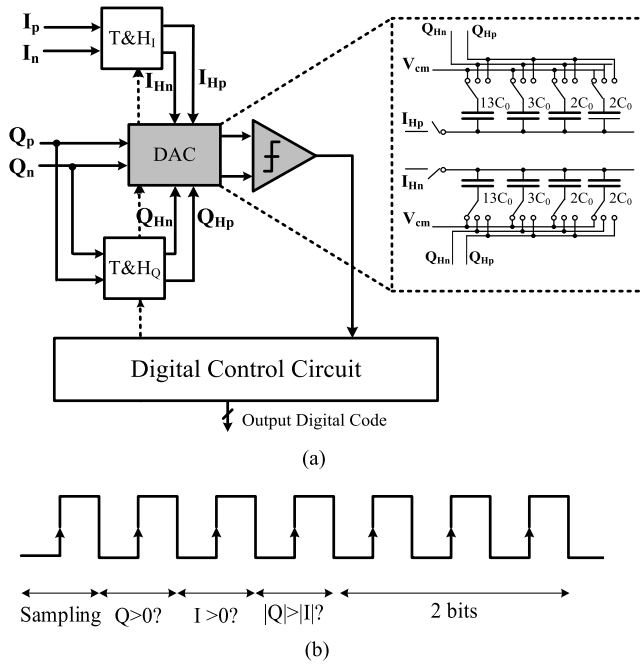 I_p
I_n
T&H_I
I_Hn
I_Hp
Q_p
Q_n
DAC
Q_Hn
Q_Hp
T&H_Q
Digital Control Circuit
Output Digital Code
Q_Hn
Q_Hp
V_cm
13C_0
3C_0
2C_0
2C_0
I_Hp
I_Hn
13C_0
3C_0
2C_0
2C_0
V_cm
Q_Hn
Q_Hp
(a)
Sampling
Q>0?
I >0?
|Q|>|I|?
2 bits
(b)